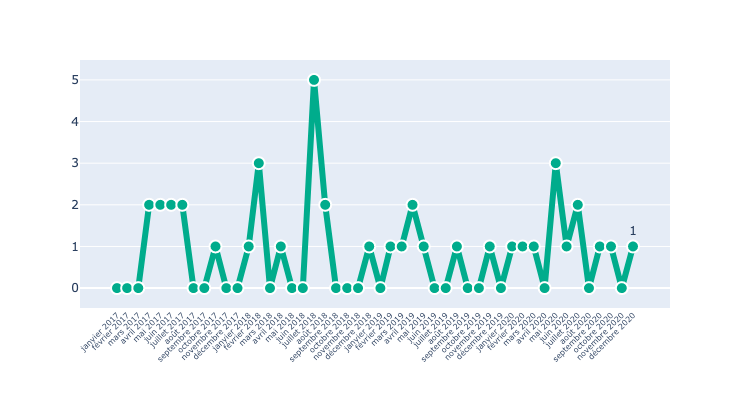 5
4
3
2
1
0
1
janvier 2017
février 2017
mars 2017
avril 2017
mai 2017
juin 2017
juillet 2017
août 2017
septembre 2017
octobre 2017
novembre 2017
décembre 2017
janvier 2018
février 2018
mars 2018
avril 2018
mai 2018
juin 2018
juillet 2018
août 2018
septembre 2018
octobre 2018
novembre 2018
décembre 2018
janvier 2019
février 2019
mars 2019
avril 2019
mai 2019
juin 2019
juillet 2019
août 2019
septembre 2019
octobre 2019
novembre 2019
décembre 2019
janvier 2020
février 2020
mars 2020
avril 2020
mai 2020
juin 2020
juillet 2020
août 2020
septembre 2020
octobre 2020
novembre 2020
décembre 2020